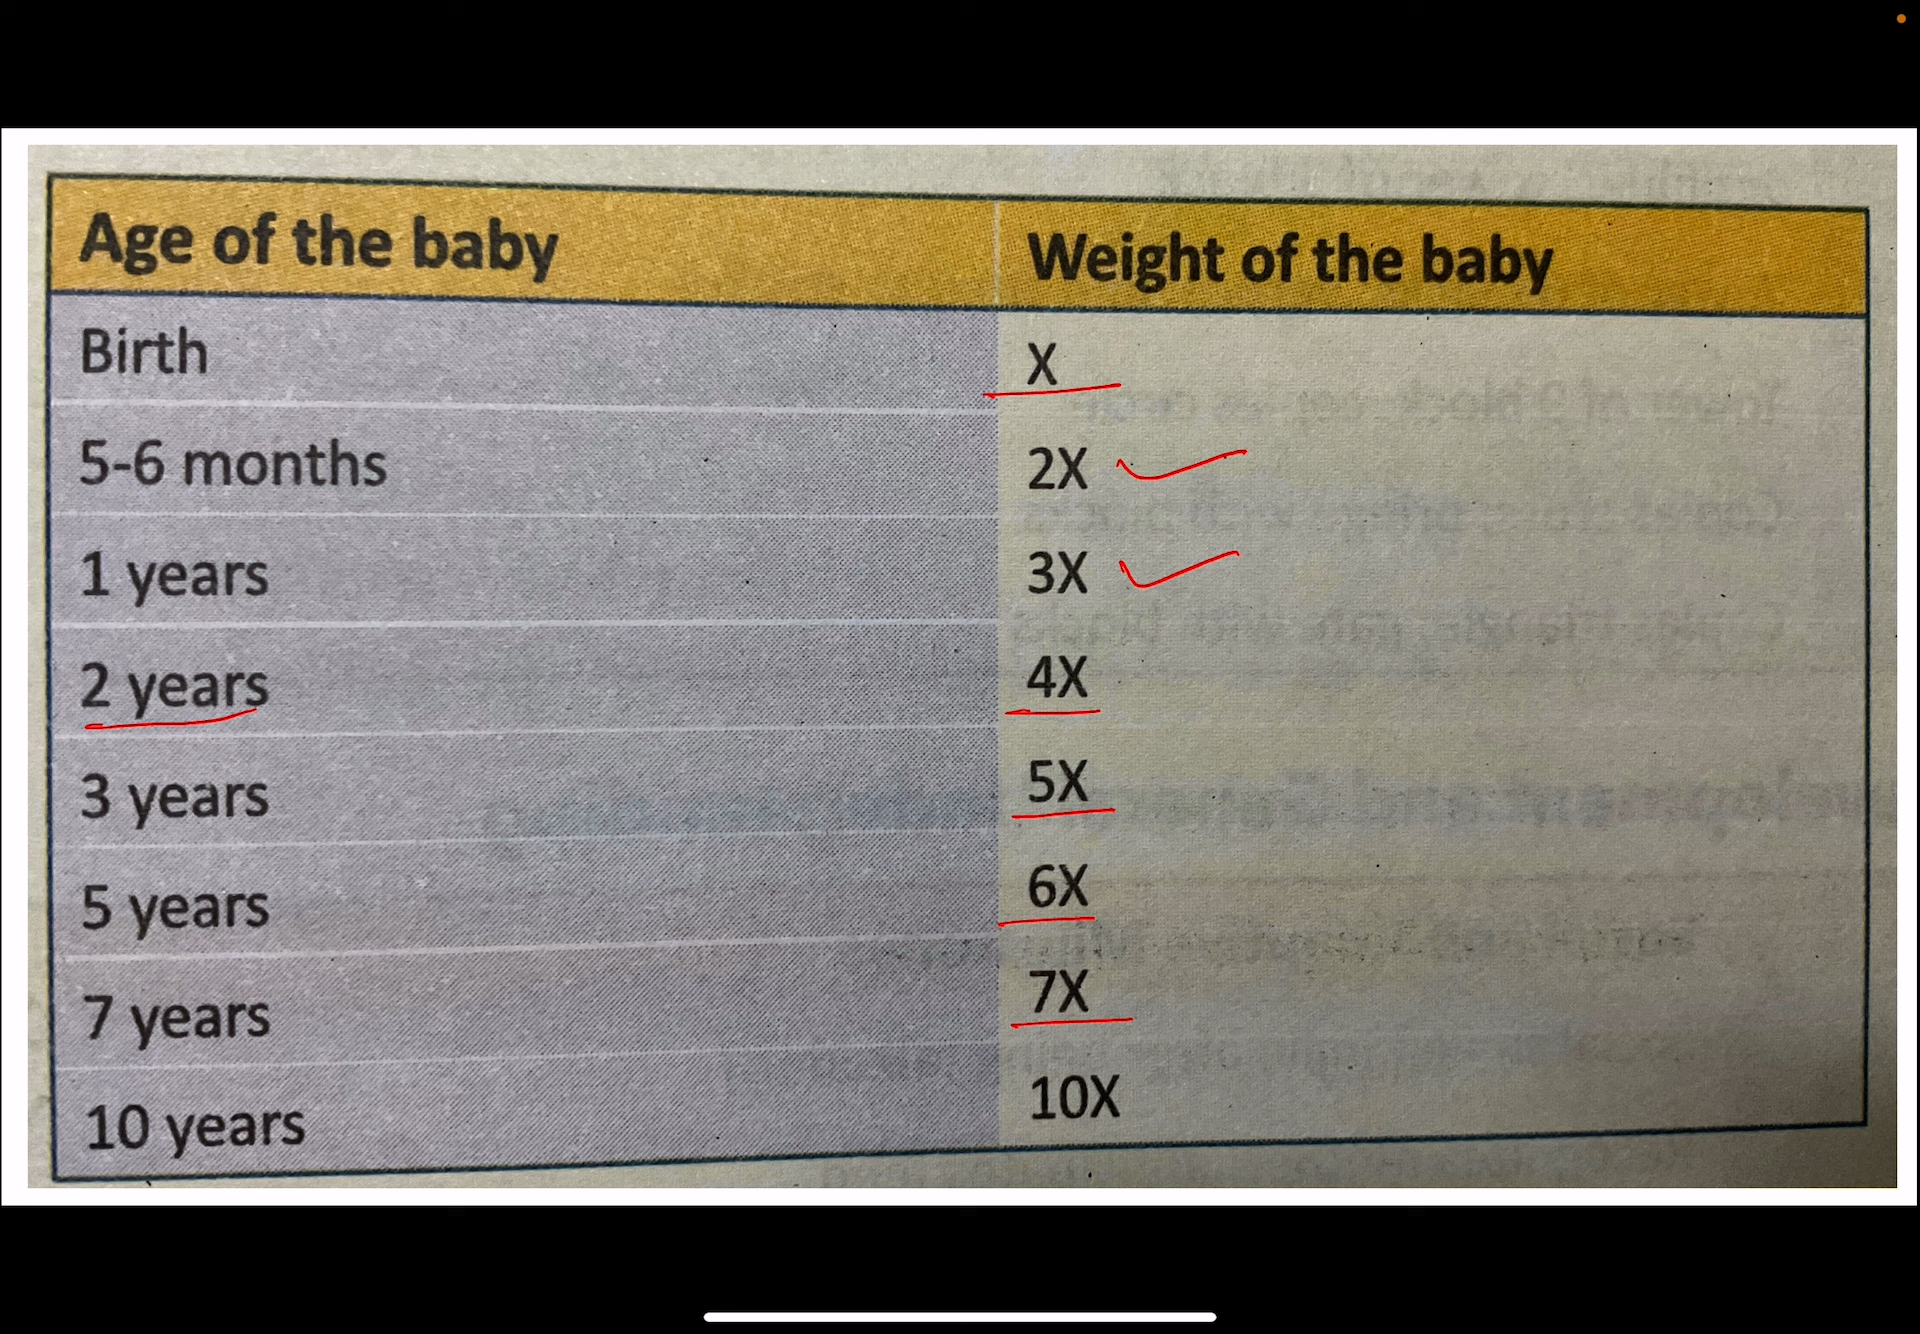 Age of the baby Weight of the baby
Birth X
5-6 months 2X
1 years 3X
2 years 4X
3 years 5X
5 years 6X
7 years 7X
10 years 10X